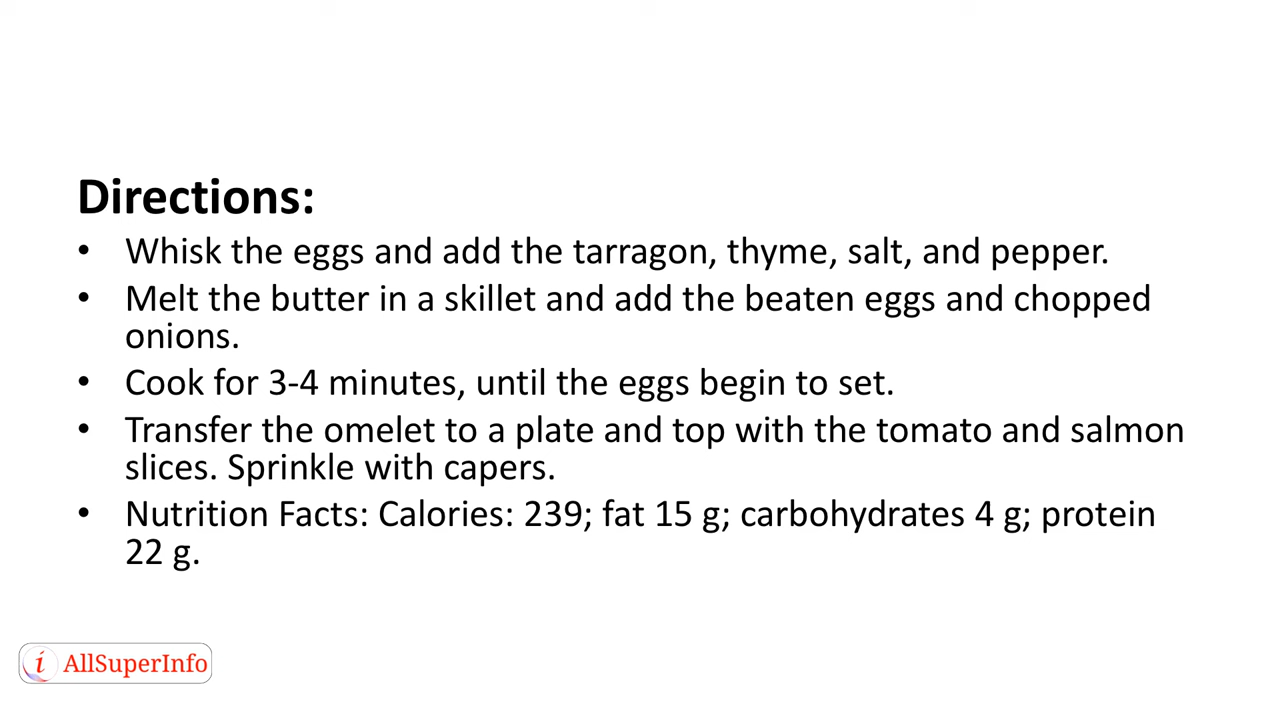 Directions:
• Whisk the eggs and add the tarragon, thyme, salt, and pepper.
• Melt the butter in a skillet and add the beaten eggs and chopped
onions.
• Cook for 3-4 minutes, until the eggs begin to set.
• Transfer the omelet to a plate and top with the tomato and salmon
slices. Sprinkle with capers.
• Nutrition Facts: Calories: 239; fat 15 g; carbohydrates 4 g; protein
22 g.
i AllSuperInfo